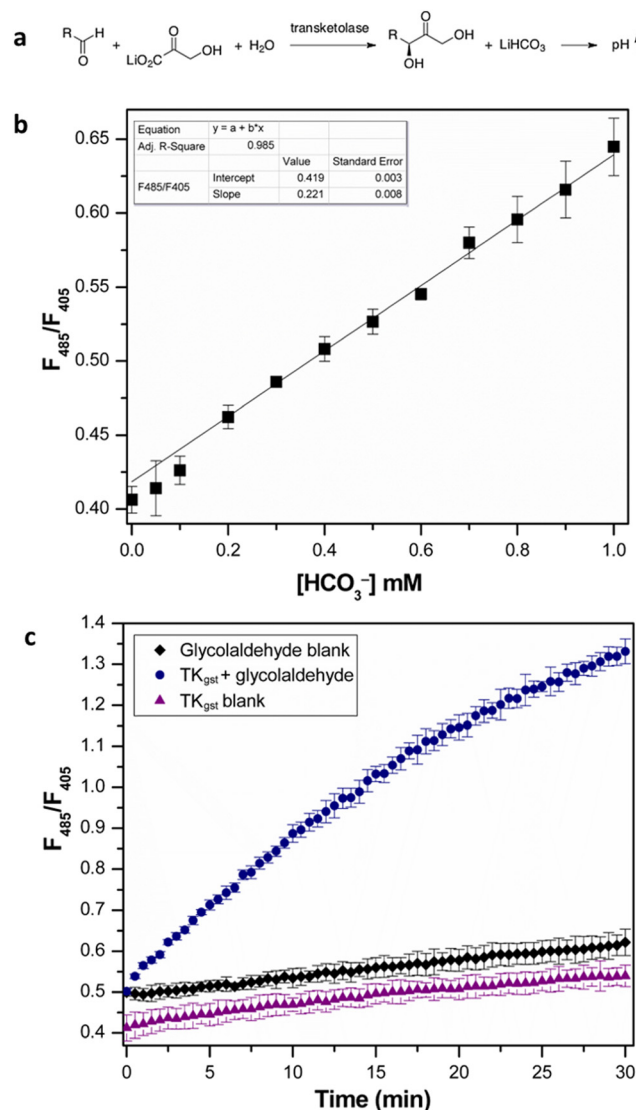 a
R H O + LiO₂C O OH + H₂O transketolase R O OH OH + LiHCO₃ pH
b
Equation y = a + b*x
Adj. R-Square 0.985
Value Standard Error
F485/F405 Intercept 0.419 0.003
Slope 0.221 0.008
0.65
0.60
0.55
0.50
0.45
0.40
F₄₈₅/F₄₀₅
0.0 0.2 0.4 0.6 0.8 1.0
[HCO₃⁻] mM
c
Glycolaldehyde blank
TKgst + glycolaldehyde
TKgst blank
1.4
1.3
1.2
1.1
1.0
0.9
0.8
0.7
0.6
0.5
0.4
F₄₈₅/F₄₀₅
0 5 10 15 20 25 30
Time (min)